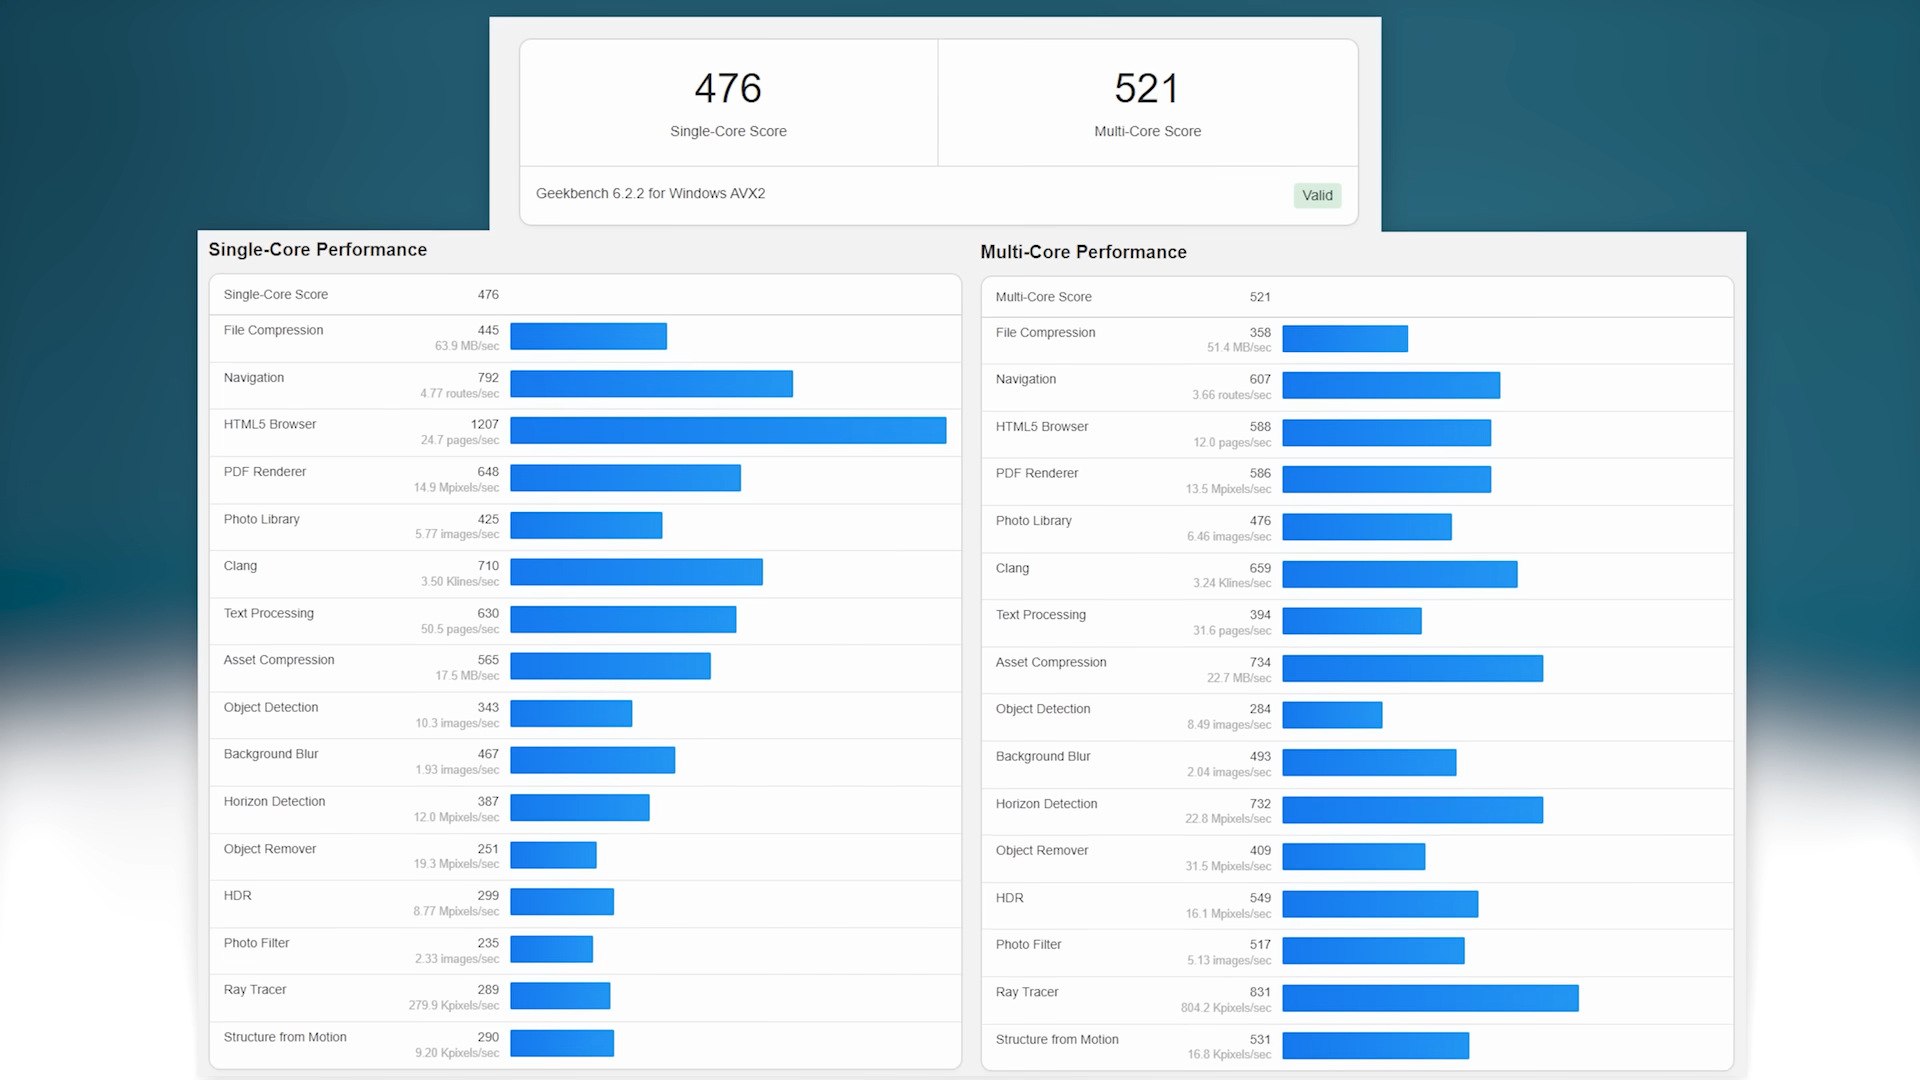 476
Single-Core Score
521
Multi-Core Score
Geekbench 6.2.2 for Windows AVX2
Valid
Single-Core Performance
Single-Core Score 476
File Compression 445
63.9 MB/sec
Navigation 792
4.77 routes/sec
HTML5 Browser 1207
24.7 pages/sec
PDF Renderer 648
14.9 Mpixels/sec
Photo Library 425
5.77 images/sec
Clang 710
3.50 Klines/sec
Text Processing 630
50.5 pages/sec
Asset Compression 565
17.5 MB/sec
Object Detection 343
10.3 images/sec
Background Blur 467
1.93 images/sec
Horizon Detection 387
12.0 Mpixels/sec
Object Remover 251
19.3 Mpixels/sec
HDR 299
8.77 Mpixels/sec
Photo Filter 235
2.33 images/sec
Ray Tracer 289
279.9 Kpixels/sec
Structure from Motion 290
9.20 Kpixels/sec
Multi-Core Performance
Multi-Core Score 521
File Compression 358
51.4 MB/sec
Navigation 607
3.66 routes/sec
HTML5 Browser 588
12.0 pages/sec
PDF Renderer 586
13.5 Mpixels/sec
Photo Library 476
6.46 images/sec
Clang 659
3.24 Klines/sec
Text Processing 394
31.6 pages/sec
Asset Compression 734
22.7 MB/sec
Object Detection 284
8.49 images/sec
Background Blur 493
2.04 images/sec
Horizon Detection 732
22.8 Mpixels/sec
Object Remover 409
31.5 Mpixels/sec
HDR 549
16.1 Mpixels/sec
Photo Filter 517
5.13 images/sec
Ray Tracer 831
804.2 Kpixels/sec
Structure from Motion 531
16.8 Kpixels/sec